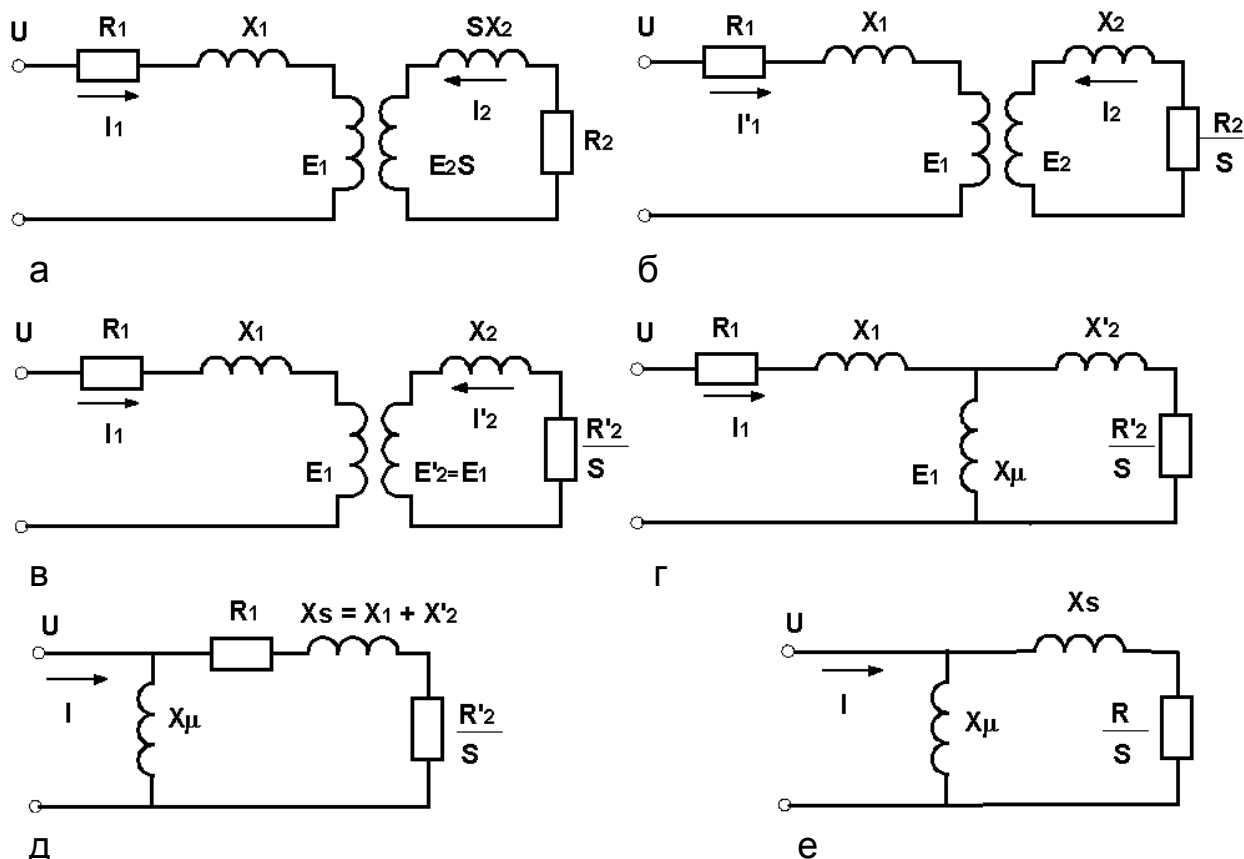 U R1 X1 SX2
I1 I2 R2
E1 E2S
а
U R1 X1 X2
I'1 I2 R2/S
E1 E2
б
U R1 X1 X2
I1 I'2 R'2/S
E1 E'2=E1
в
U R1 X1 X'2
I1 R'2/S
E1 Xμ
г
U R1 Xs = X1 + X'2
I Xμ R'2/S
д
U Xs
I Xμ R/S
е